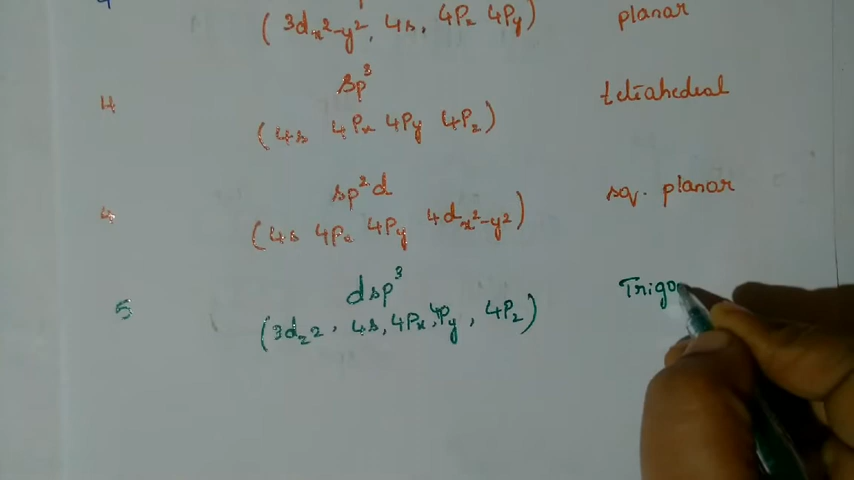 (3dx²-y², 4s, 4Px 4Py) planar
sp³
4 tetrahedral
(4s 4Px 4Py 4Pz)
sp²d
4 sq. planar
(4s 4Px 4Py 4dx²-y²)
dsp³
5 Trigo
(3dz2, 4s, 4Px, 4Py, 4Pz)